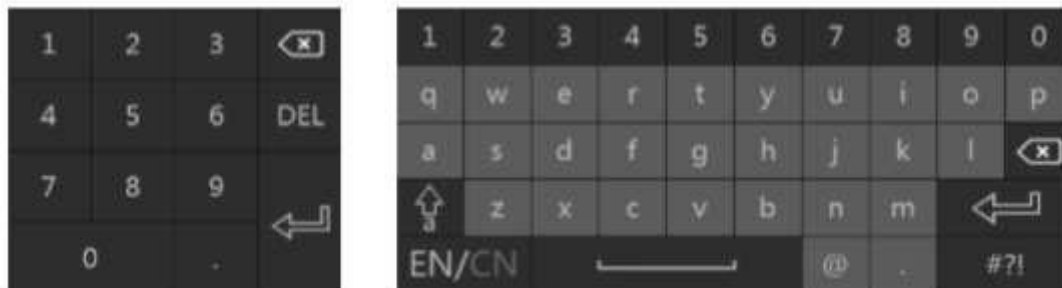 1 2 3
4 5 6 DEL
7 8 9
0 .
1 2 3 4 5 6 7 8 9 0
q w e r t y u i o p
a s d f g h j k l
a z x c v b n m
EN/CN @ . #?!